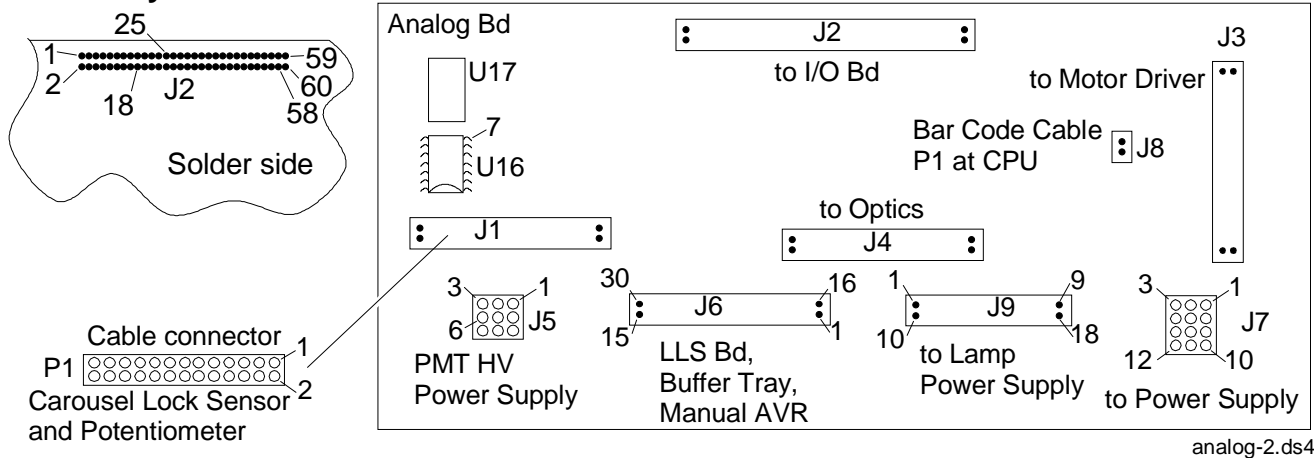 25
1
59
2
60
18
J2
58
Solder side
Analog Bd
J2
to I/O Bd
J3
to Motor Driver
U17
7
U16
Bar Code Cable
P1 at CPU
J8
J1
to Optics
J4
3
1
6
J5
PMT HV
Power Supply
30
16
J6
15
1
LLS Bd,
Buffer Tray,
Manual AVR
1
9
J9
10
18
to Lamp
Power Supply
3
1
J7
12
10
to Power Supply
Cable connector
1
P1
2
Carousel Lock Sensor
and Potentiometer
analog-2.ds4